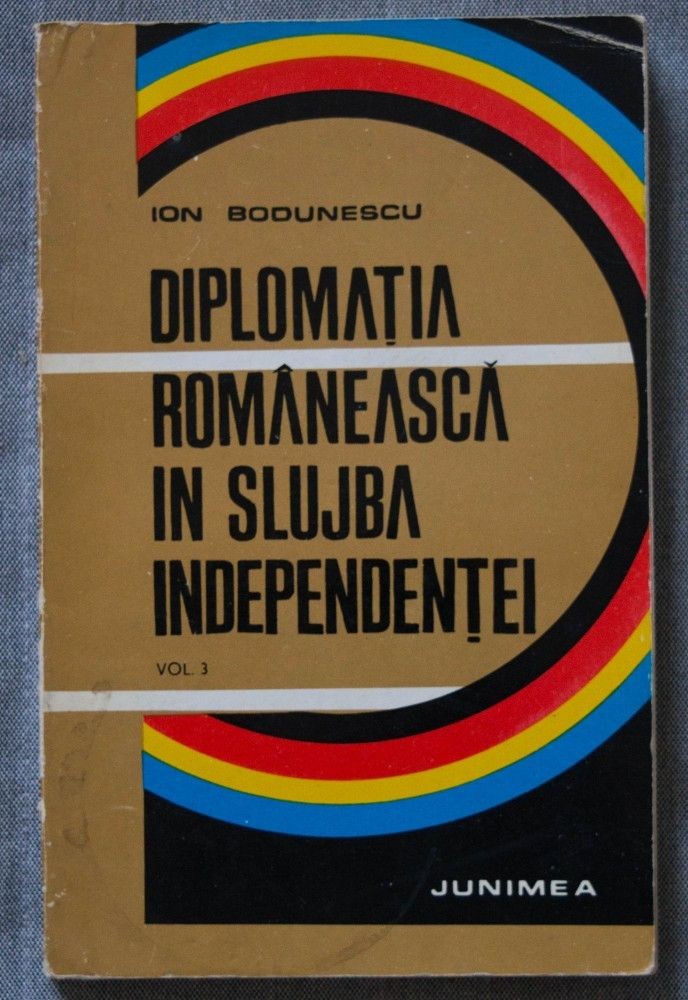 ION BODUNESCU
DIPLOMAȚIA
ROMÂNEASCĂ
IN SLUJBA
INDEPENDENȚEI
VOL. 3
JUNIMEA